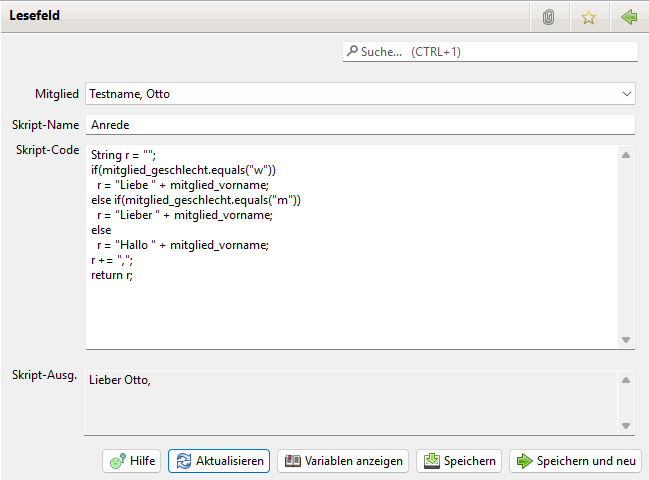 Lesefeld
Suche... (CTRL+1)
Mitglied Testname, Otto
Skript-Name Anrede
Skript-Code
String r = "";
if(mitglied_geschlecht.equals("w"))
  r = "Liebe " + mitglied_vorname;
else if(mitglied_geschlecht.equals("m"))
  r = "Lieber " + mitglied_vorname;
else
  r = "Hallo " + mitglied_vorname;
r += ",";
return r;
Skript-Ausg. Lieber Otto,
Hilfe Aktualisieren Variablen anzeigen Speichern Speichern und neu